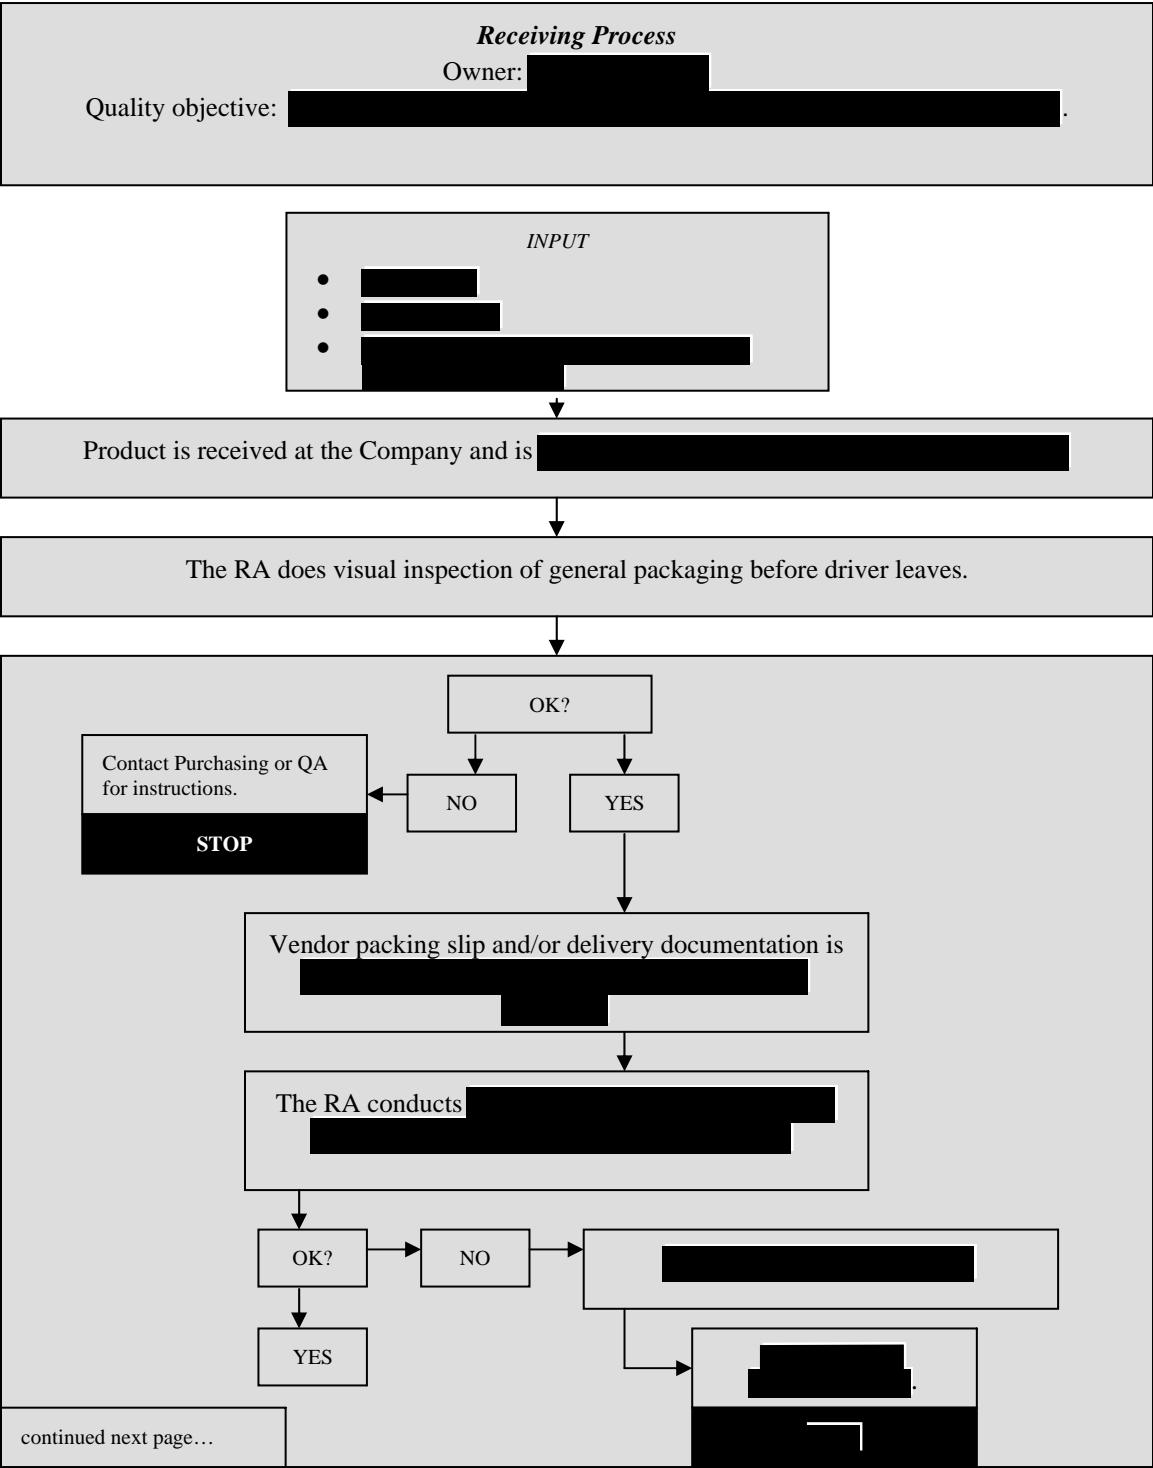 Receiving Process
Owner:
Quality objective: .
INPUT
Product is received at the Company and is
The RA does visual inspection of general packaging before driver leaves.
OK?
Contact Purchasing or QA
for instructions.
STOP
NO
YES
Vendor packing slip and/or delivery documentation is
The RA conducts
OK?
NO
YES
.
continued next page…